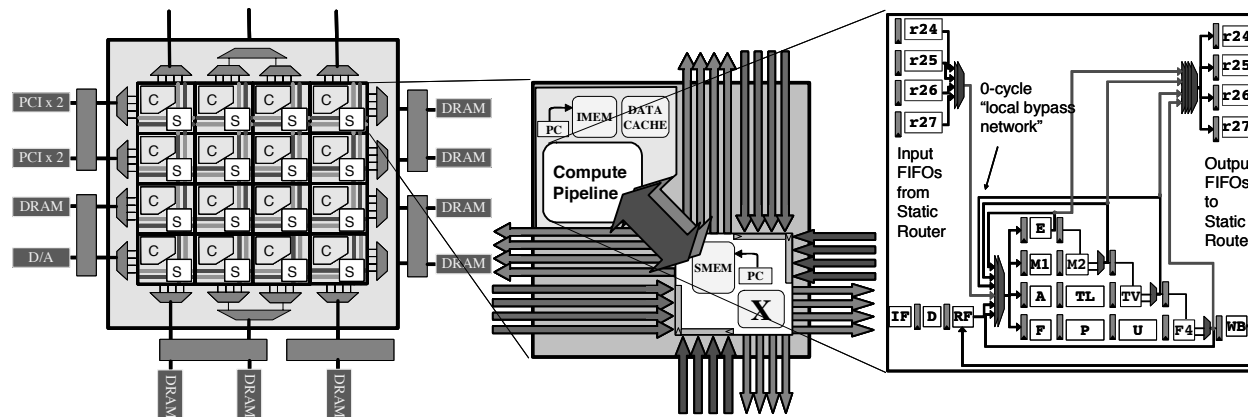 PCI x 2
PCI x 2
DRAM
D/A
C
C
C
C
S
S
S
S
C
C
C
C
S
S
S
S
C
C
C
C
S
S
S
S
C
C
C
C
S
S
S
S
DRAM
DRAM
DRAM
DRAM
DRAM
DRAM
DRAM
PC
IMEM
DATA
CACHE
Compute
Pipeline
SMEM
PC
X
r24
r25
r26
r27
Input
FIFOs
from
Static
Router
0-cycle
“local bypass
network”
r24
r25
r26
r27
Outpu
FIFOs
to
Static
Route
E
M1
M2
A
TL
TV
IF
D
RF
F
P
U
F4
WB